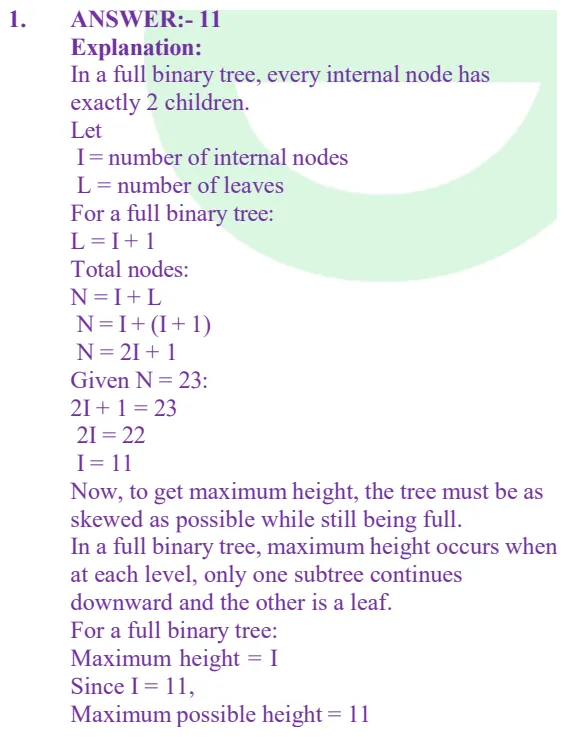 1. ANSWER:- 11
Explanation:
In a full binary tree, every internal node has
exactly 2 children.
Let
I = number of internal nodes
L = number of leaves
For a full binary tree:
L = I + 1
Total nodes:
N = I + L
N = I + (I + 1)
N = 2I + 1
Given N = 23:
2I + 1 = 23
2I = 22
I = 11
Now, to get maximum height, the tree must be as
skewed as possible while still being full.
In a full binary tree, maximum height occurs when
at each level, only one subtree continues
downward and the other is a leaf.
For a full binary tree:
Maximum height = I
Since I = 11,
Maximum possible height = 11